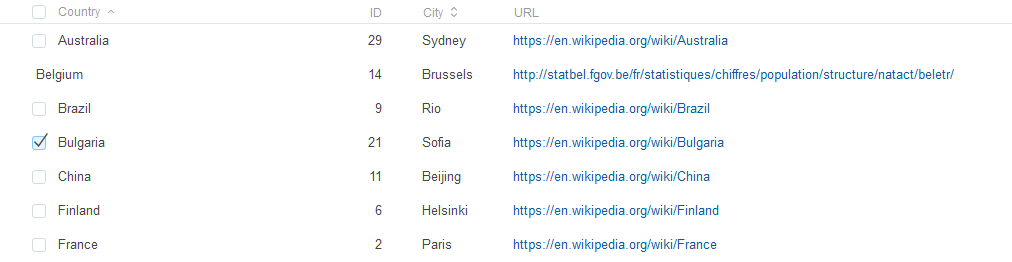 Country ID City URL
Australia 29 Sydney https://en.wikipedia.org/wiki/Australia
Belgium 14 Brussels http://statbel.fgov.be/fr/statistiques/chiffres/population/structure/natact/beletr/
Brazil 9 Rio https://en.wikipedia.org/wiki/Brazil
Bulgaria 21 Sofia https://en.wikipedia.org/wiki/Bulgaria
China 11 Beijing https://en.wikipedia.org/wiki/China
Finland 6 Helsinki https://en.wikipedia.org/wiki/Finland
France 2 Paris https://en.wikipedia.org/wiki/France